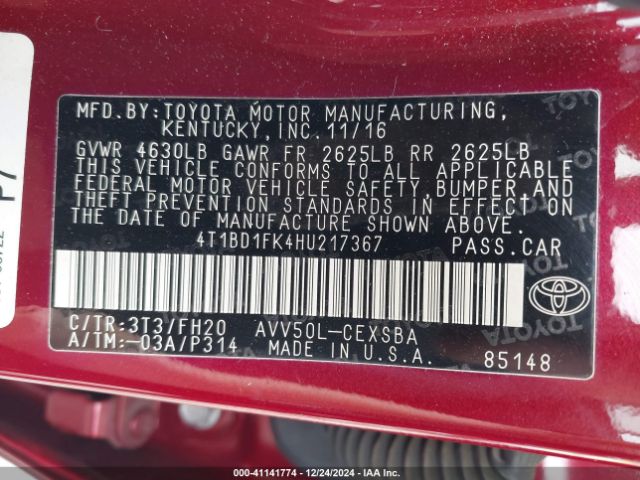 MFD.BY:TOYOTA MOTOR MANUFACTURING,
KENTUCKY,INC.11/16
GVWR 4630LB GAWR FR 2625LB RR 2625LB
THIS VEHICLE CONFORMS TO ALL APPLICABLE
FEDERAL MOTOR VEHICLE SAFETY,BUMPER AND
THEFT PREVENTION STANDARDS IN EFFECT ON
THE DATE OF MANUFACTURE SHOWN ABOVE.
4T1BD1FK4HU217367 PASS.CAR
C/TR:3T3/FH20 AVV50L-CEXSBA
A/TM:-03A/P314 MADE IN U.S.A. 85148
P7
000-41141774 | 12/24/2024 - IAA Inc.